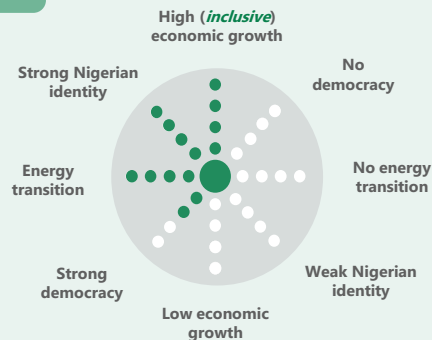 High (inclusive)
economic growth
No
democracy
Strong Nigerian
identity
Energy
transition
No energy
transition
Strong
democracy
Weak Nigerian
identity
Low economic
growth